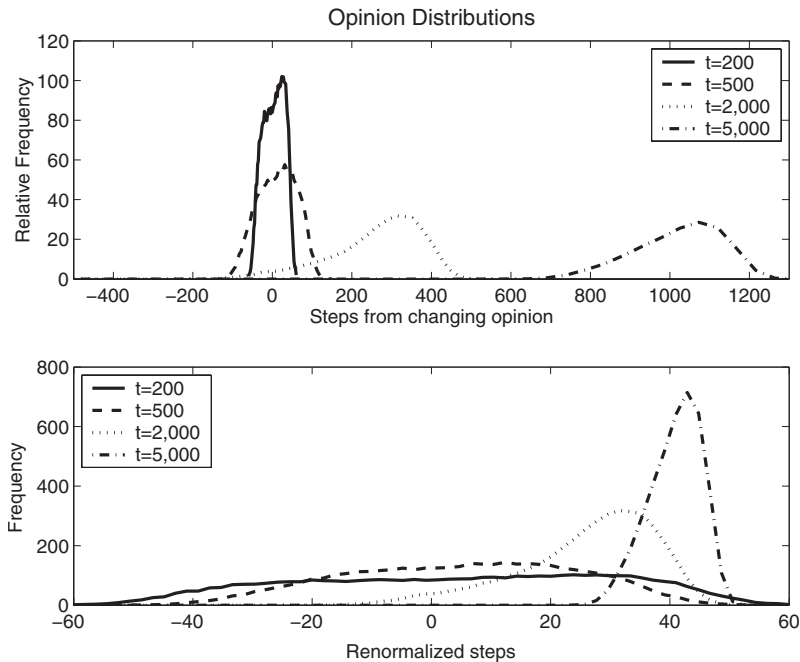 Opinion Distributions
Relative Frequency
120
100
80
60
40
20
0
t=200
t=500
t=2,000
t=5,000
−400 −200 0 200 400 600 800 1000 1200
Steps from changing opinion
Frequency
800
600
400
200
0
t=200
t=500
t=2,000
t=5,000
−60 −40 −20 0 20 40 60
Renormalized steps